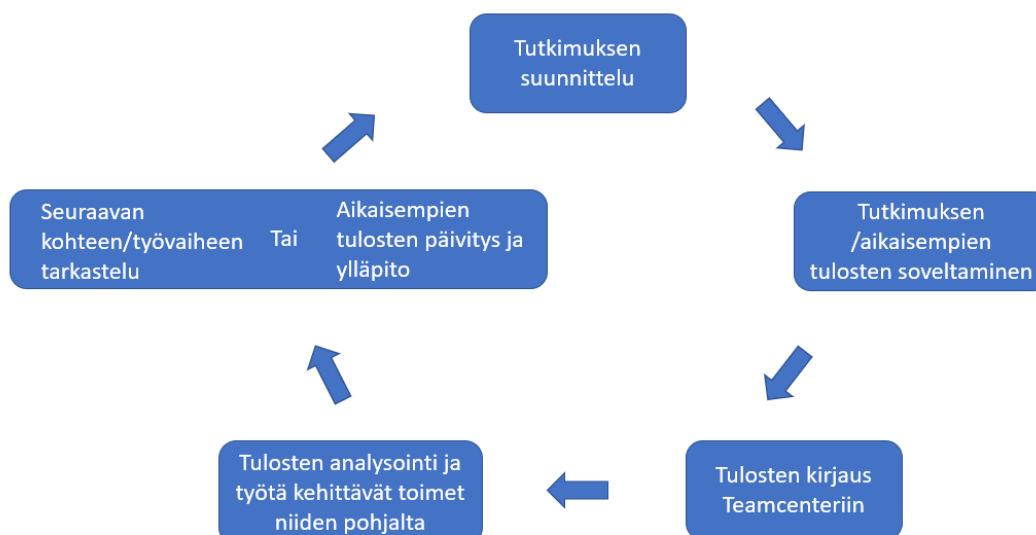 Tutkimuksen
suunnittelu
Tutkimuksen
/aikaisempien
tulosten soveltaminen
Tulosten kirjaus
Teamcenteriin
Tulosten analysointi ja
työtä kehittävät toimet
niiden pohjalta
Seuraavan
kohteen/työvaiheen
tarkastelu
Tai
Aikaisempien
tulosten päivitys ja
ylläpito